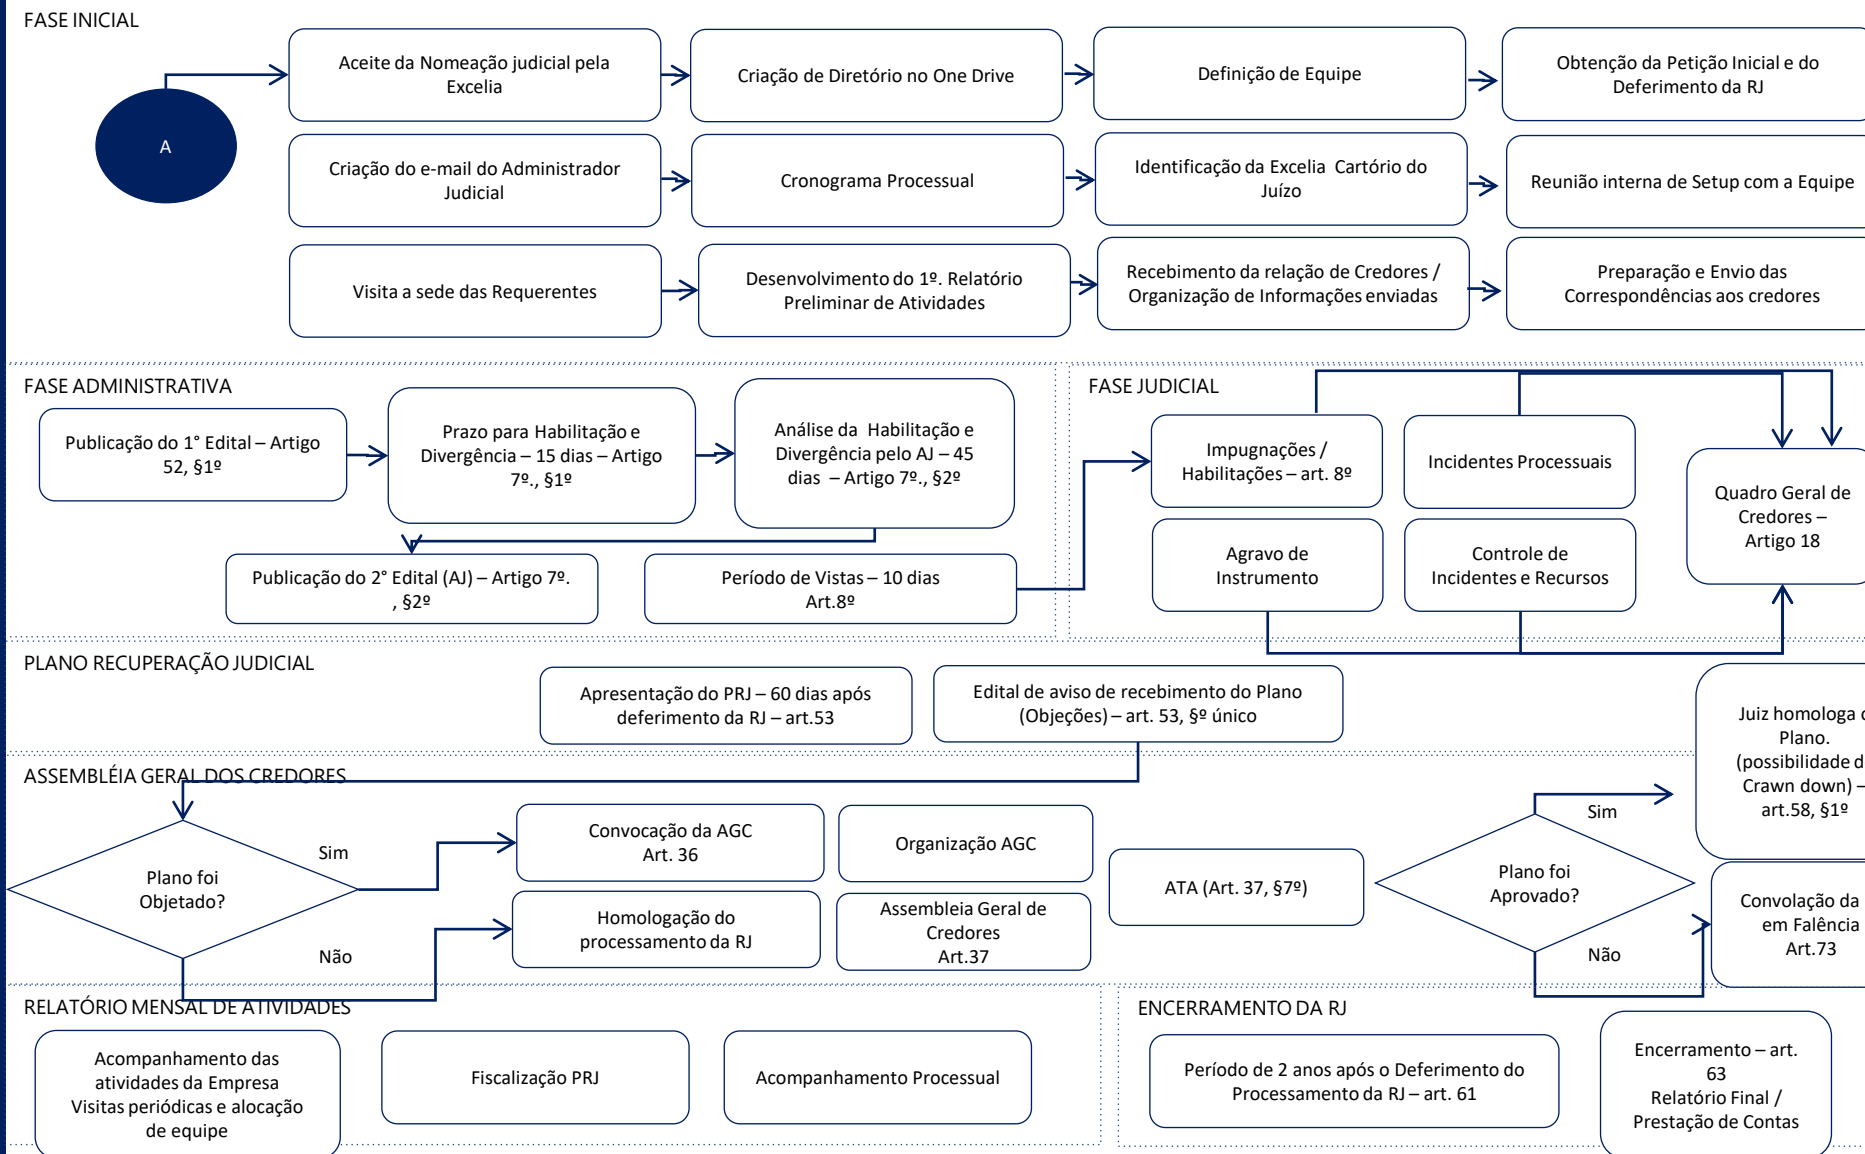 FASE INICIAL
A
Aceite da Nomeação judicial pela
Excelia
Criação de Diretório no One Drive
Definição de Equipe
Obtenção da Petição Inicial e do
Deferimento da RJ
Criação do e-mail do Administrador
Judicial
Cronograma Processual
Identificação da Excelia Cartório do
Juízo
Reunião interna de Setup com a Equipe
Visita a sede das Requerentes
Desenvolvimento do 1º. Relatório
Preliminar de Atividades
Recebimento da relação de Credores /
Organização de Informações enviadas
Preparação e Envio das
Correspondências aos credores
FASE ADMINISTRATIVA
Publicação do 1° Edital – Artigo
52, §1º
Prazo para Habilitação e
Divergência – 15 dias – Artigo
7º., §1º
Análise da Habilitação e
Divergência pelo AJ – 45
dias – Artigo 7º., §2º
Publicação do 2° Edital (AJ) – Artigo 7º.
, §2º
Período de Vistas – 10 dias
Art.8º
FASE JUDICIAL
Impugnações /
Habilitações – art. 8º
Incidentes Processuais
Agravo de
Instrumento
Controle de
Incidentes e Recursos
Quadro Geral de
Credores –
Artigo 18
PLANO RECUPERAÇÃO JUDICIAL
Apresentação do PRJ – 60 dias após
deferimento da RJ – art.53
Edital de aviso de recebimento do Plano
(Objeções) – art. 53, §º único
Juiz homologa
Plano.
(possibilidade
Crawn down) –
art.58, §1º
ASSEMBLÉIA GERAL DOS CREDORES
Plano foi
Objetado?
Sim
Não
Convocação da AGC
Art. 36
Organização AGC
Homologação do
processamento da RJ
Assembleia Geral de
Credores
Art.37
ATA (Art. 37, §7º)
Plano foi
Aprovado?
Sim
Não
Convolação da
em Falência
Art.73
RELATÓRIO MENSAL DE ATIVIDADES
Acompanhamento das
atividades da Empresa
Visitas periódicas e alocação
de equipe
Fiscalização PRJ
Acompanhamento Processual
ENCERRAMENTO DA RJ
Período de 2 anos após o Deferimento do
Processamento da RJ – art. 61
Encerramento – art.
63
Relatório Final /
Prestação de Contas